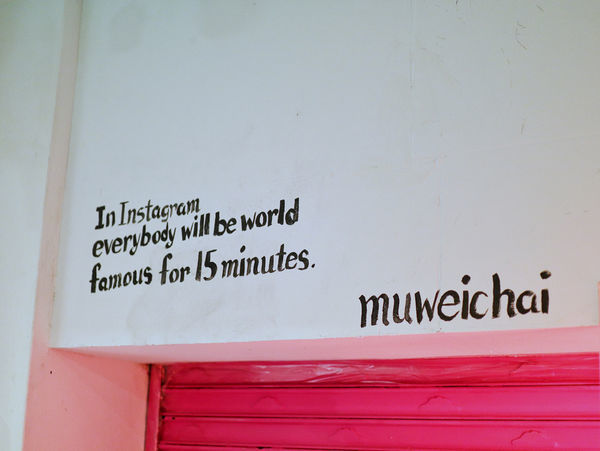 In Instagram
everybody will be world
famous for 15 minutes.
muweichai